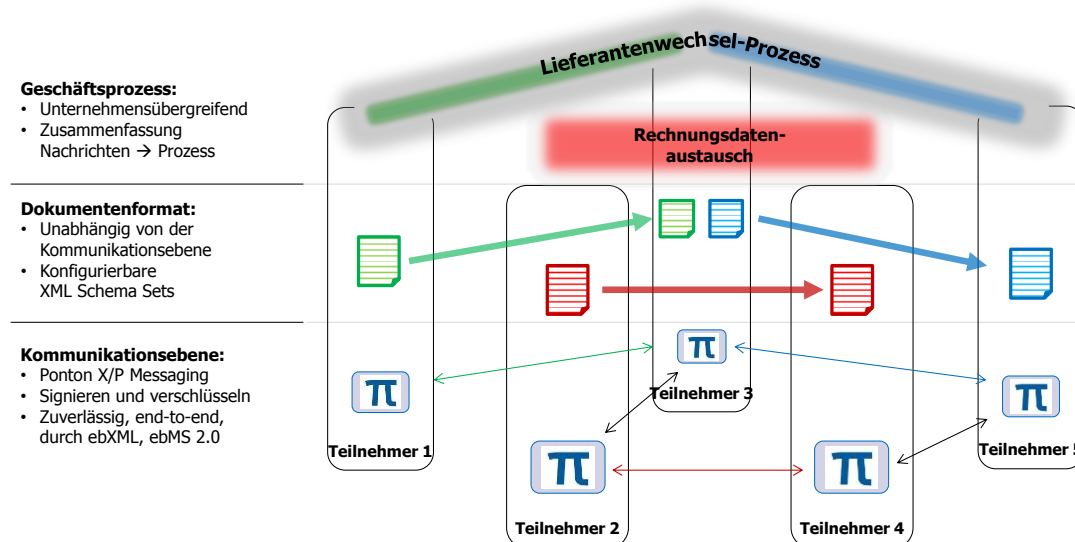 Lieferantenwechsel-Prozess
Geschäftsprozess:
• Unternehmensübergreifend
• Zusammenfassung
Nachrichten → Prozess
Rechnungsdaten-
austausch
Dokumentenformat:
• Unabhängig von der
Kommunikationsebene
• Konfigurierbare
XML Schema Sets
Kommunikationsebene:
• Ponton X/P Messaging
• Signieren und verschlüsseln
• Zuverlässig, end-to-end,
durch ebXML, ebMS 2.0
π
π
π
π
π
Teilnehmer 3
Teilnehmer 1
Teilnehmer 5
Teilnehmer 2
Teilnehmer 4